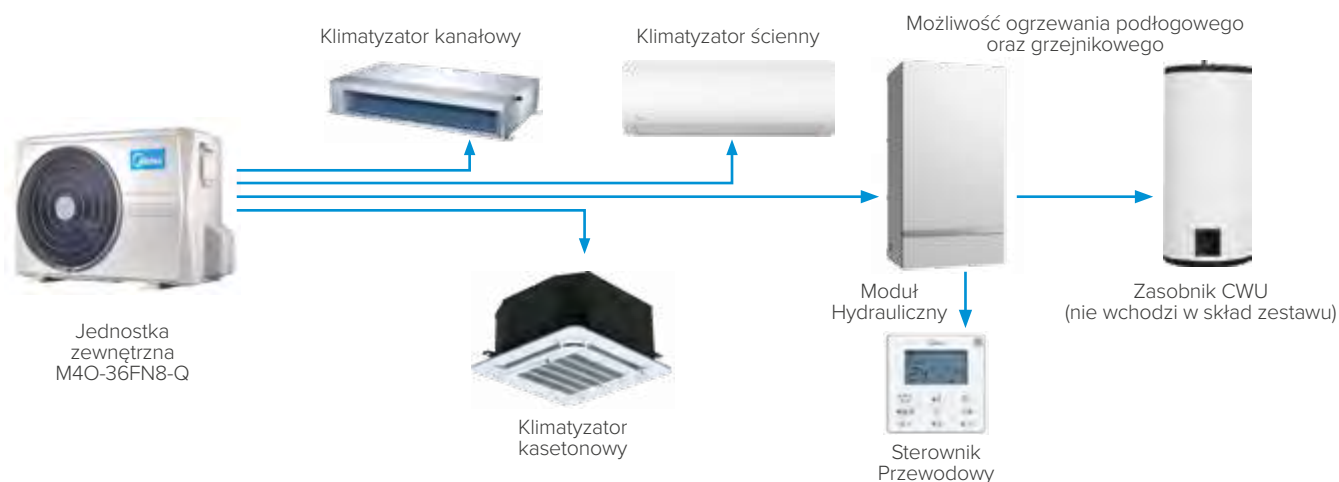 Klimatyzator kanałowy
Klimatyzator ścienny
Możliwość ogrzewania podłogowego
oraz grzejnikowego
Midea
Jednostka
zewnętrzna
M4O-36FN8-Q
Klimatyzator
kasetonowy
Moduł
Hydrauliczny
Sterownik
Przewodowy
Zasobnik CWU
(nie wchodzi w skład zestawu)